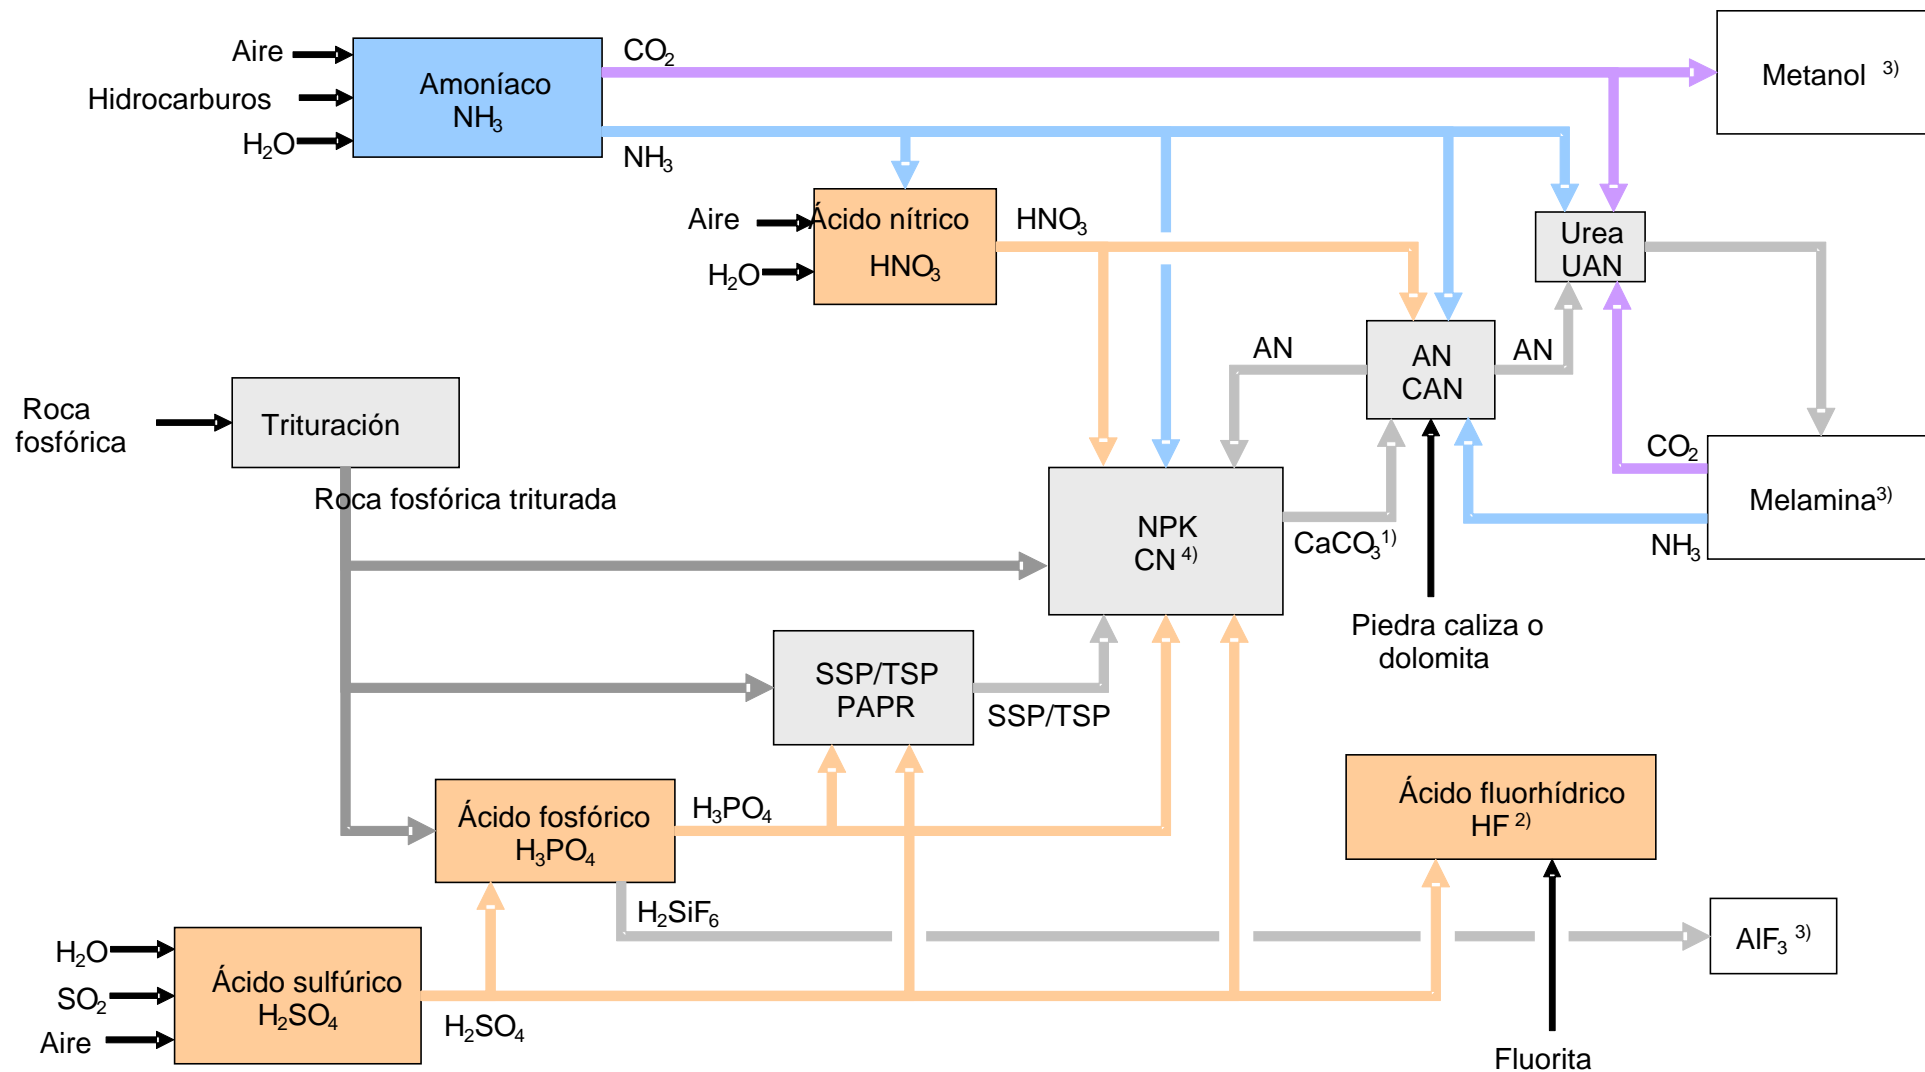 Aire
Hidrocarburos
H₂O
Amoníaco
NH₃
CO₂
NH₃
Metanol ³⁾
Aire
H₂O
Ácido nítrico
HNO₃
HNO₃
Urea
UAN
AN
AN
CAN
AN
Roca
fosfórica
Trituración
Roca fosfórica triturada
CO₂
Melamina³⁾
NH₃
NPK
CN ⁴⁾
CaCO₃¹⁾
Piedra caliza o
dolomita
SSP/TSP
PAPR
SSP/TSP
Ácido fosfórico
H₃PO₄
H₃PO₄
Ácido fluorhídrico
HF ²⁾
H₂SiF₆
AlF₃ ³⁾
H₂O
SO₂
Aire
Ácido sulfúrico
H₂SO₄
H₂SO₄
Fluorita